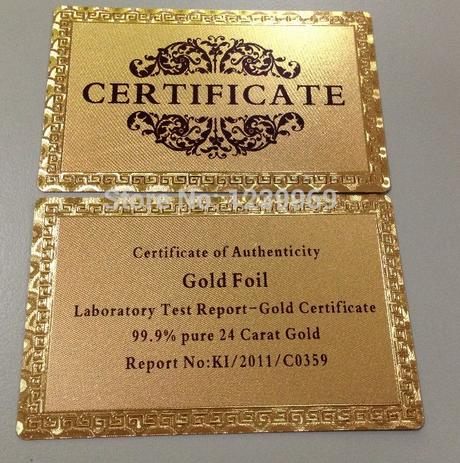 CERTIFICATE
Store No: 1220969
Certificate of Authenticity
Gold Foil
Laboratory Test Report-Gold Certificate
99.9% pure 24 Carat Gold
Report No:KI/2011/C0359